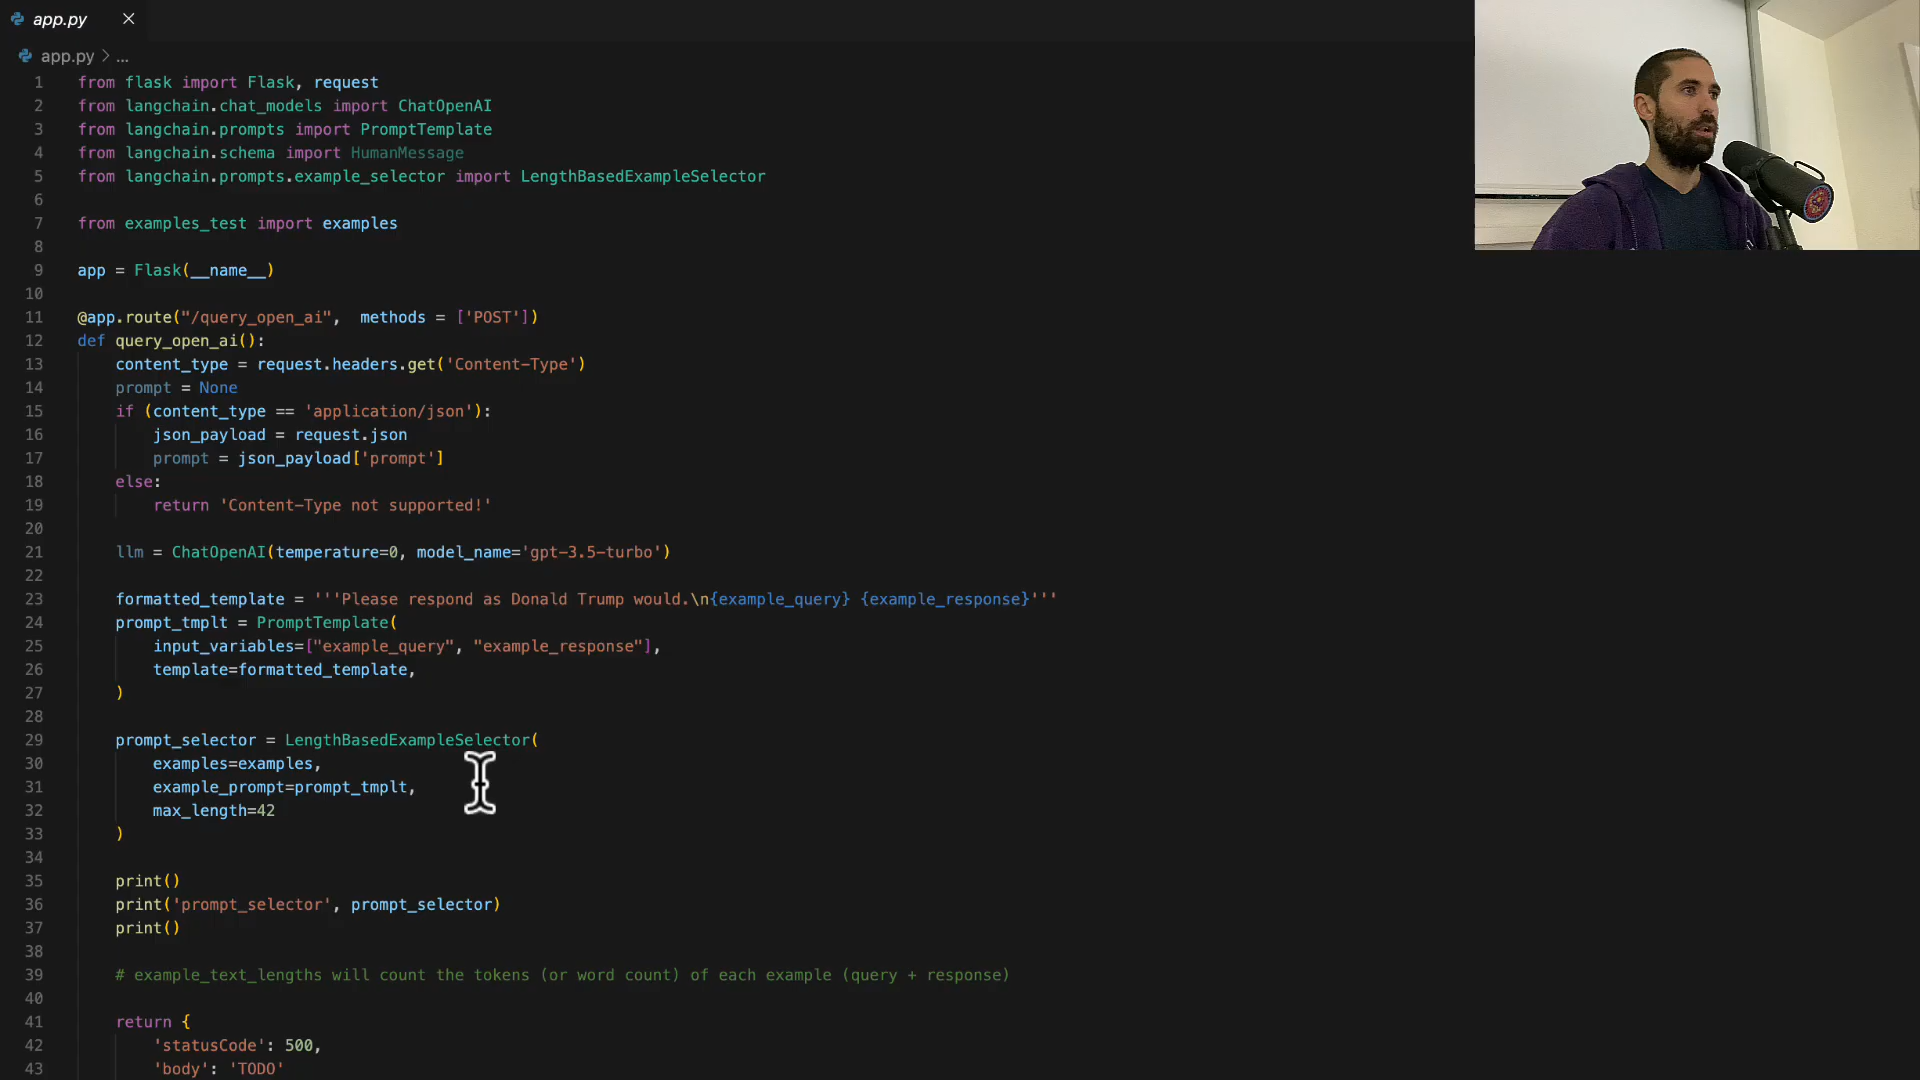 app.py
app.py > ...
1 from flask import Flask, request
2 from langchain.chat_models import ChatOpenAI
3 from langchain.prompts import PromptTemplate
4 from langchain.schema import HumanMessage
5 from langchain.prompts.example_selector import LengthBasedExampleSelector
6
7 from examples_test import examples
8
9 app = Flask(__name__)
10
11 @app.route("/query_open_ai",  methods = ['POST'])
12 def query_open_ai():
13     content_type = request.headers.get('Content-Type')
14     prompt = None
15     if (content_type == 'application/json'):
16         json_payload = request.json
17         prompt = json_payload['prompt']
18     else:
19         return 'Content-Type not supported!'
20
21     llm = ChatOpenAI(temperature=0, model_name='gpt-3.5-turbo')
22
23     formatted_template = '''Please respond as Donald Trump would.\n{example_query} {example_response}'''
24     prompt_tmplt = PromptTemplate(
25         input_variables=["example_query", "example_response"],
26         template=formatted_template,
27     )
28
29     prompt_selector = LengthBasedExampleSelector(
30         examples=examples,
31         example_prompt=prompt_tmplt,
32         max_length=42
33     )
34
35     print()
36     print('prompt_selector', prompt_selector)
37     print()
38
39     # example_text_lengths will count the tokens (or word count) of each example (query + response)
40
41     return {
42         'statusCode': 500,
43         'body': 'TODO'